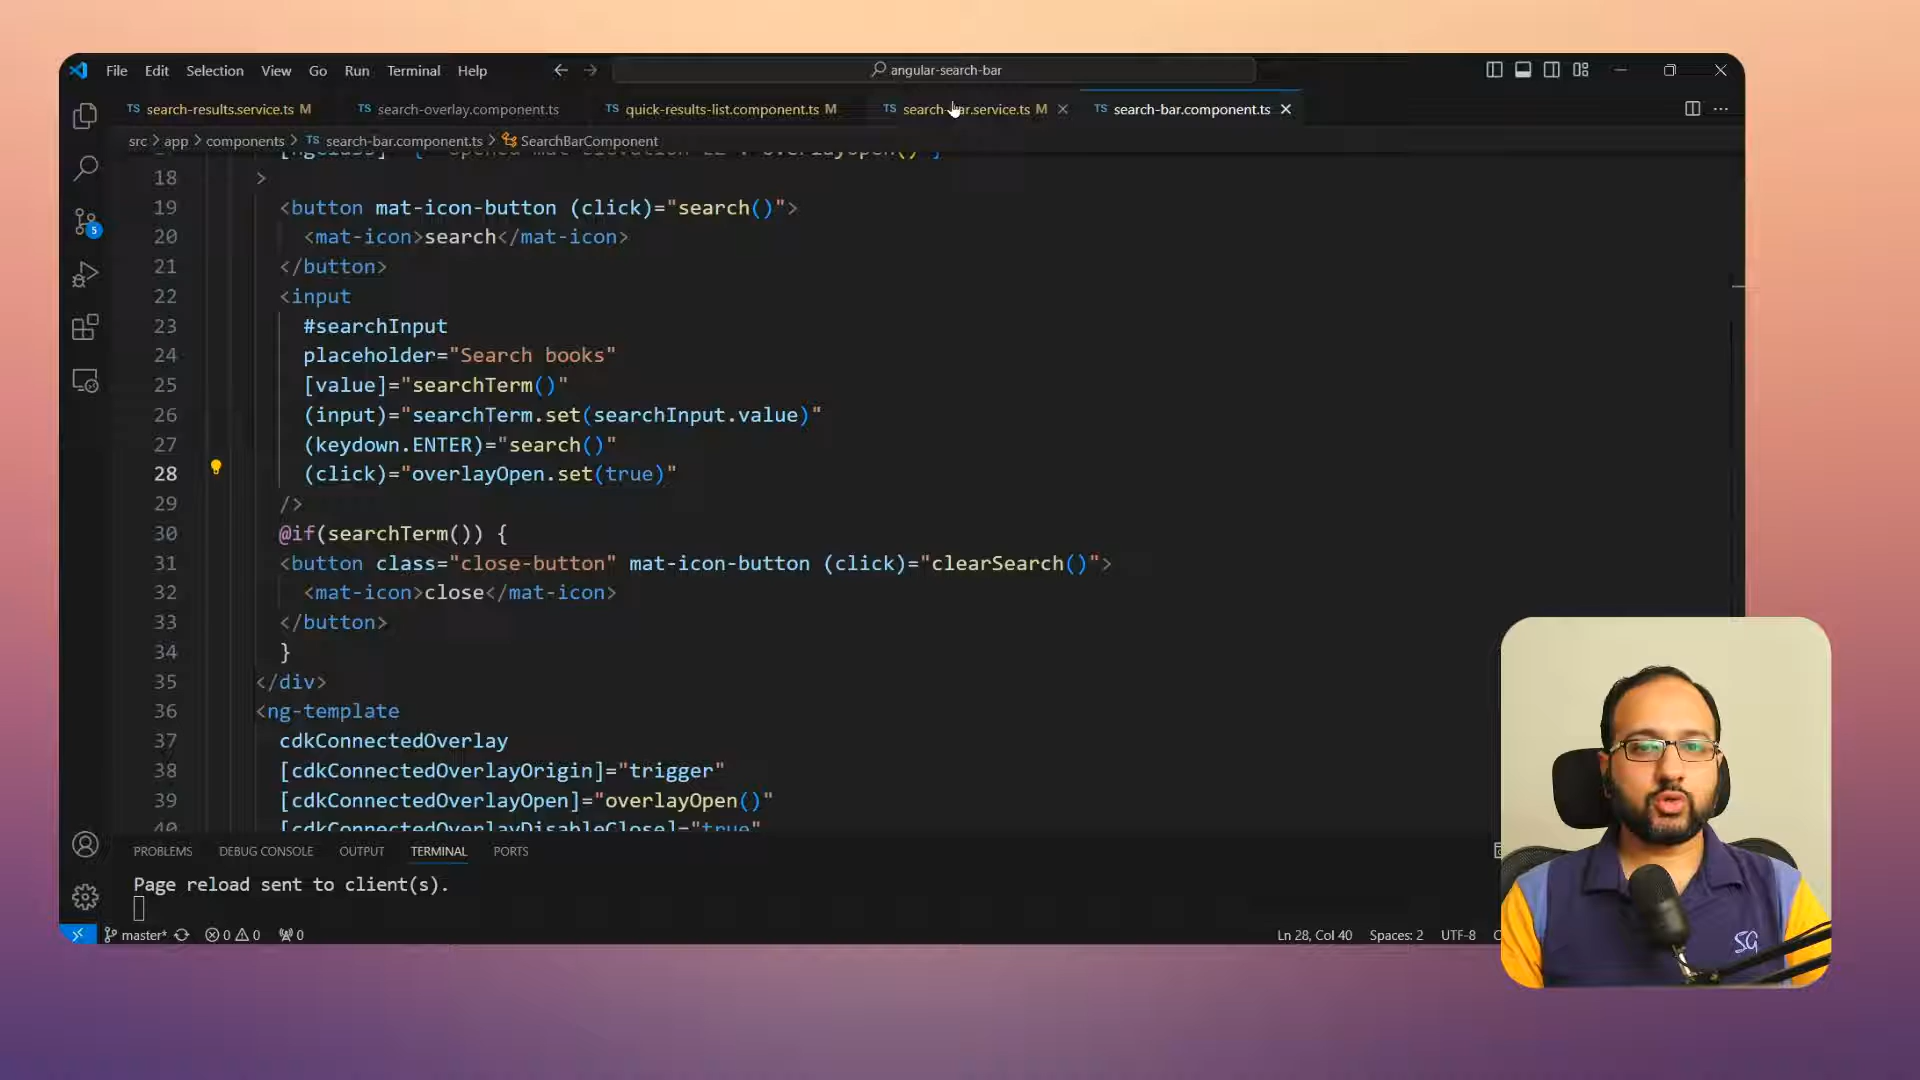 File Edit Selection View Go Run Terminal Help
angular-search-bar
TS search-results.service.ts M TS search-overlay.component.ts TS quick-results-list.component.ts M TS search-bar.service.ts M TS search-bar.component.ts
src > app > components > TS search-bar.component.ts > SearchBarComponent
18 >
19 <button mat-icon-button (click)="search()">
20 <mat-icon>search</mat-icon>
21 </button>
22 <input
23 #searchInput
24 placeholder="Search books"
25 [value]="searchTerm()"
26 (input)="searchTerm.set(searchInput.value)"
27 (keydown.ENTER)="search()"
28 (click)="overlayOpen.set(true)"
29 />
30 @if(searchTerm()) {
31 <button class="close-button" mat-icon-button (click)="clearSearch()">
32 <mat-icon>close</mat-icon>
33 </button>
34 }
35 </div>
36 <ng-template
37 cdkConnectedOverlay
38 [cdkConnectedOverlayOrigin]="trigger"
39 [cdkConnectedOverlayOpen]="overlayOpen()"
40 [cdkConnectedOverlayDisableClose]="true"
PROBLEMS DEBUG CONSOLE OUTPUT TERMINAL PORTS
Page reload sent to client(s).
master* 0 0 0 Ln 28, Col 40 Spaces: 2 UTF-8
5
SG